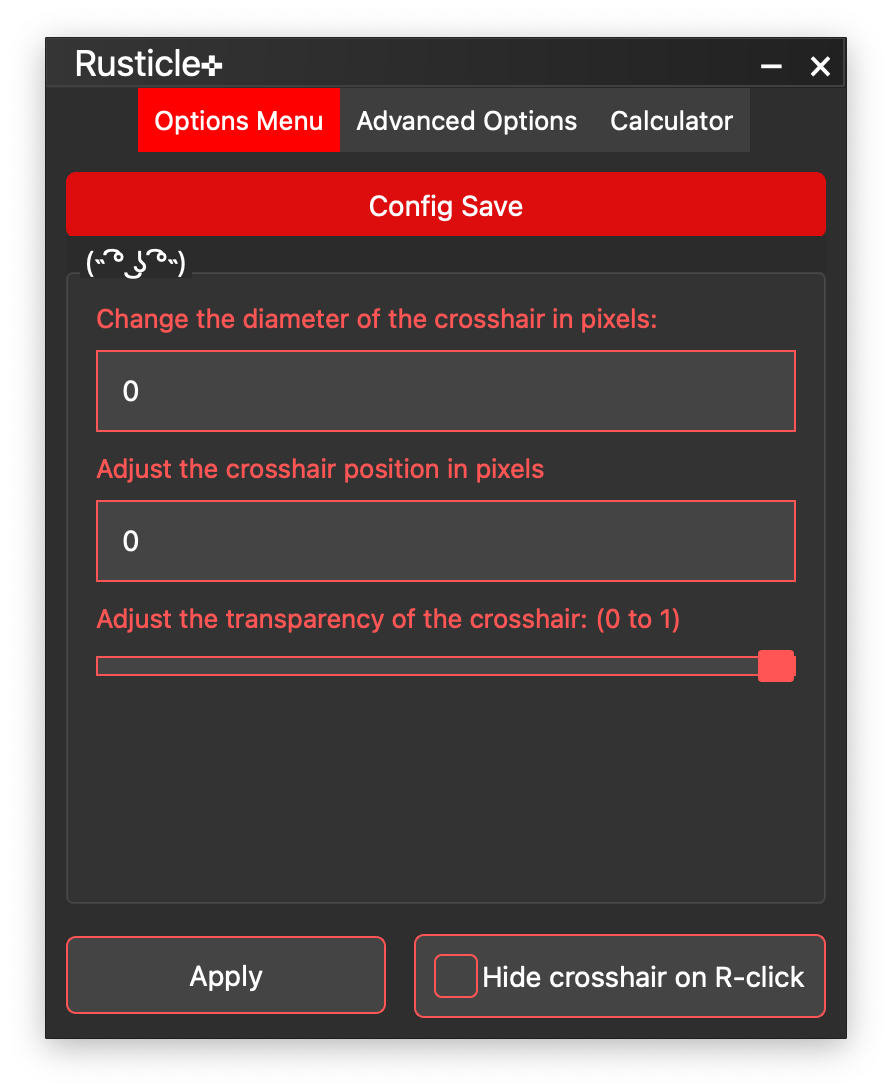 Rusticle✜
Options Menu Advanced Options Calculator
Config Save
(˵ ͡° ͜ʖ ͡°˵)
Change the diameter of the crosshair in pixels:
0
Adjust the crosshair position in pixels
0
Adjust the transparency of the crosshair: (0 to 1)
Apply Hide crosshair on R-click